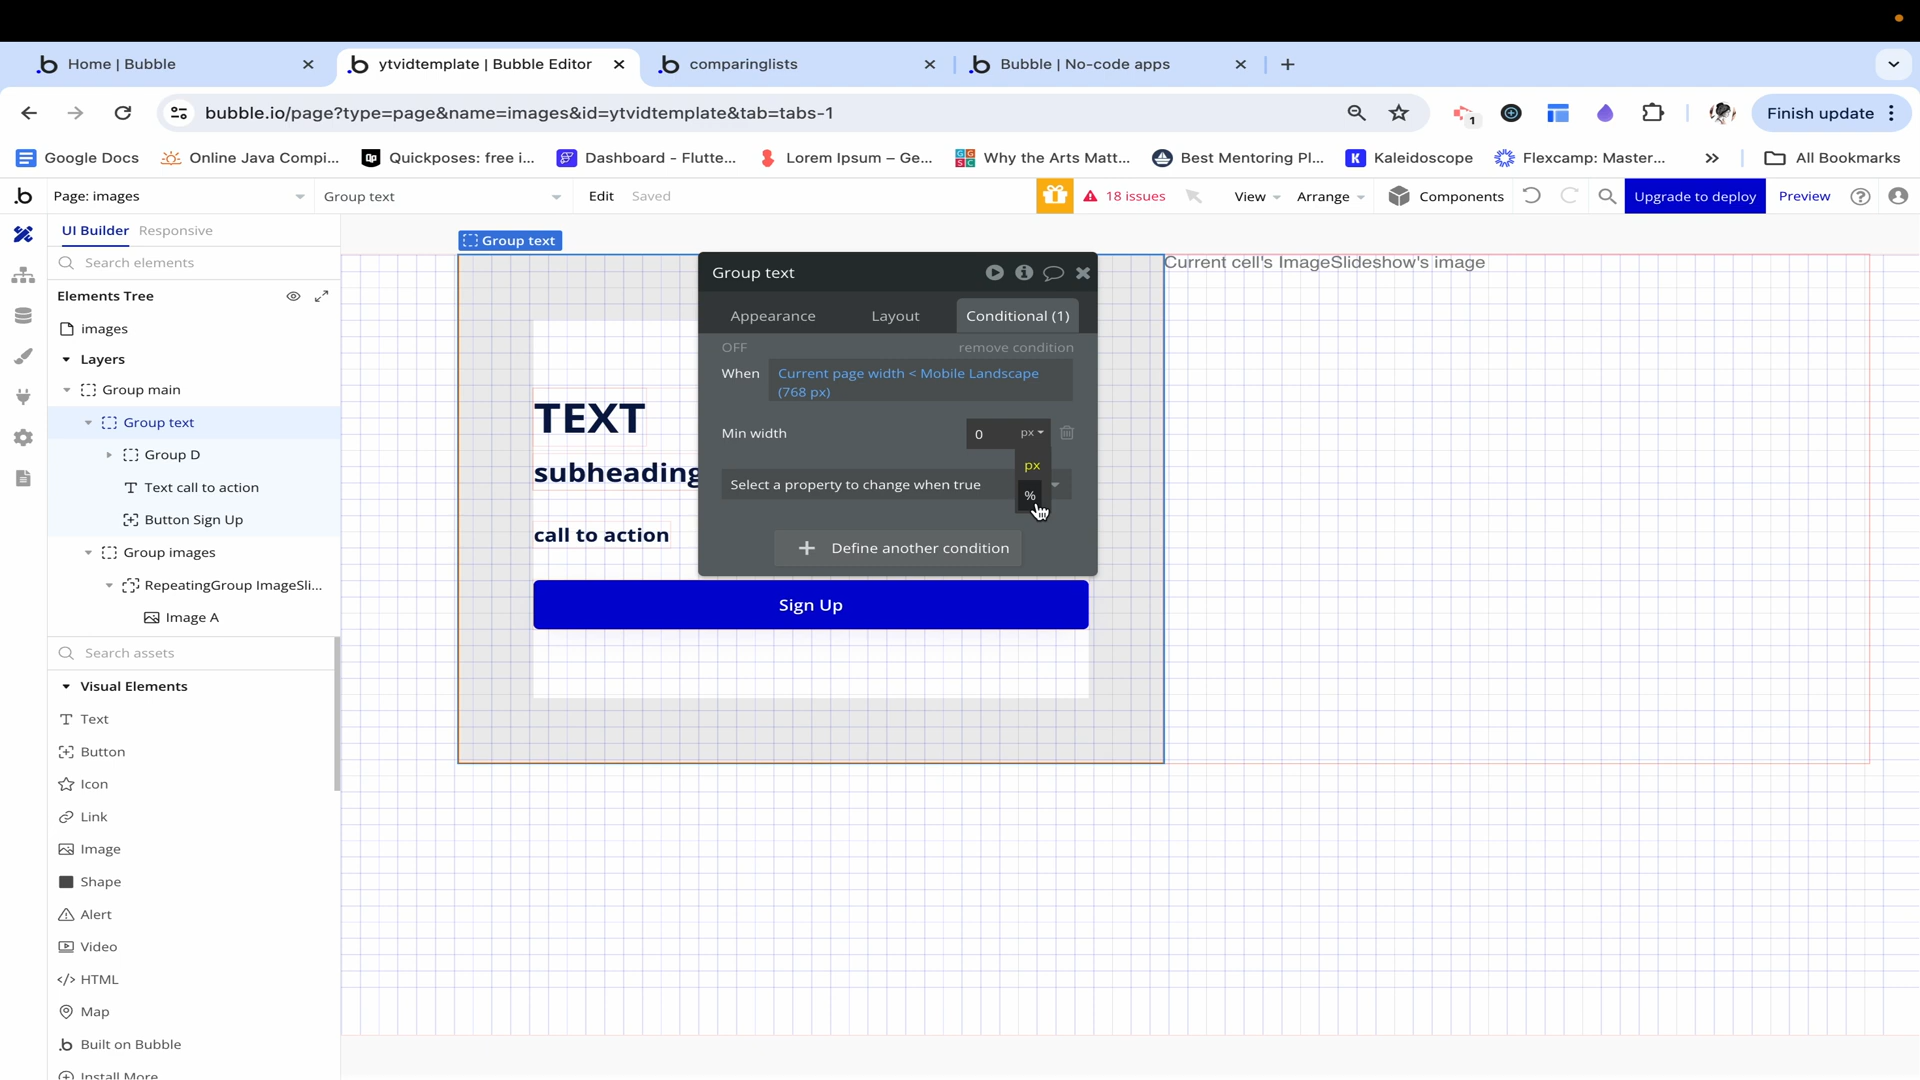 Home | Bubble
ytvidtemplate | Bubble Editor
comparinglists
Bubble | No-code apps
bubble.io/page?type=page&name=images&id=ytvidtemplate&tab=tabs-1
1
Finish update
Google Docs
Online Java Compi...
Quickposes: free i...
Dashboard - Flutte...
Lorem Ipsum – Ge...
Why the Arts Matt...
Best Mentoring Pl...
Kaleidoscope
Flexcamp: Master...
All Bookmarks
Page: images
Group text
Edit
Saved
18 issues
View
Arrange
Components
Upgrade to deploy
Preview
UI Builder
Responsive
Search elements
Elements Tree
images
Layers
Group main
Group text
Group D
Text call to action
Button Sign Up
Group images
RepeatingGroup ImageSli...
Image A
Search assets
Visual Elements
Text
Button
Icon
Link
Image
Shape
Alert
Video
HTML
Map
Built on Bubble
Install More
Group text
Current cell's ImageSlideshow's image
Group text
Appearance
Layout
Conditional (1)
OFF
remove condition
When
Current page width < Mobile Landscape
(768 px)
Min width
0
px
px
%
Select a property to change when true
Define another condition
TEXT
subheading
call to action
Sign Up